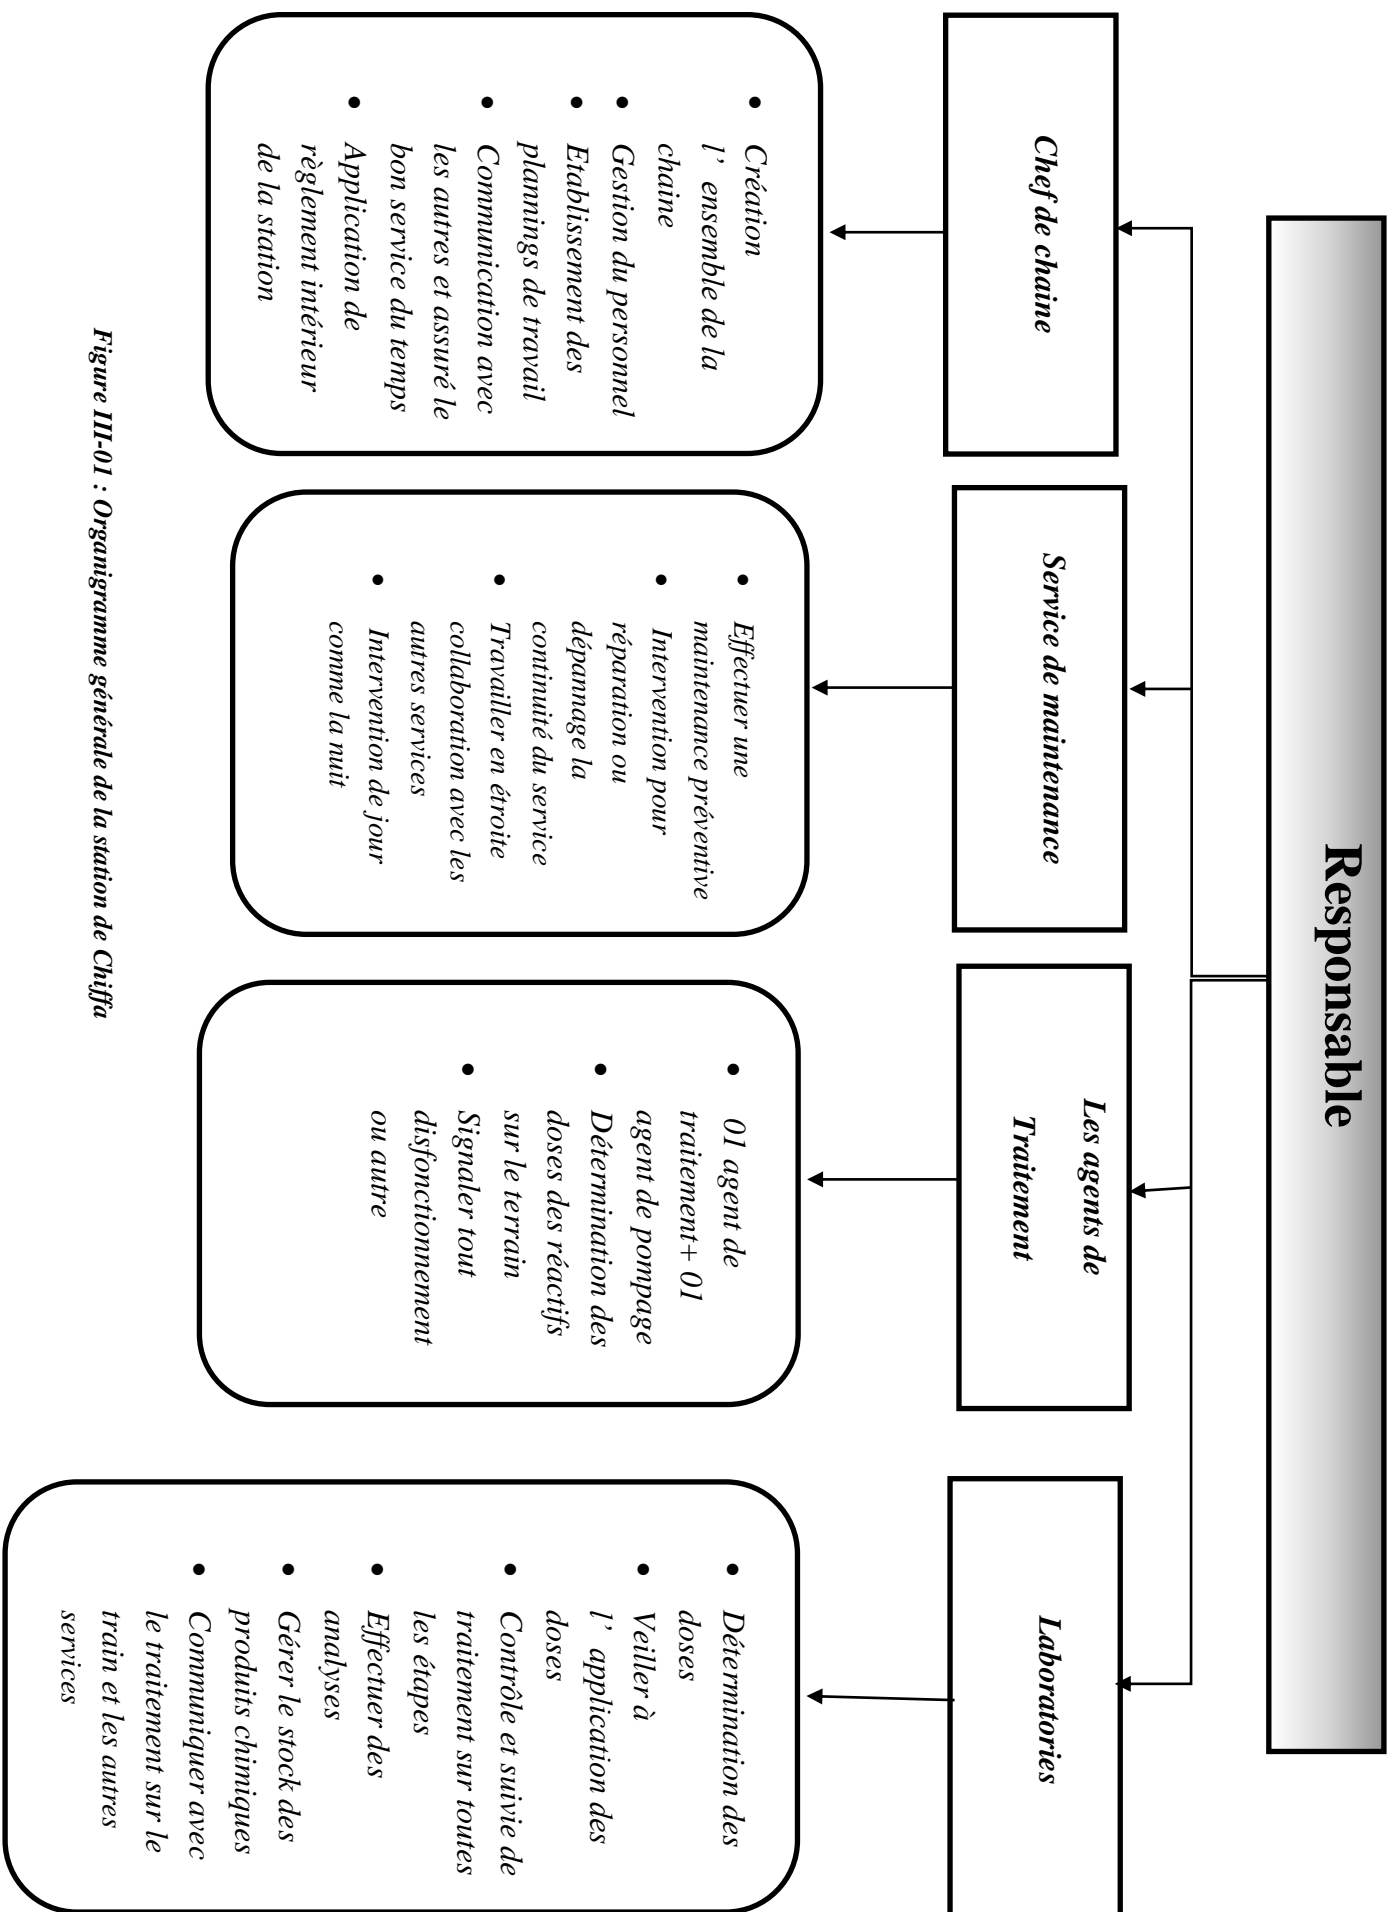 Responsable
Chef de chaine
Service de maintenance
Les agents de
Traitement
Laboratories
• Création
l’ensemble de la
chaine
• Gestion du personnel
• Etablissement des
plannings de travail
• Communication avec
les autres et assuré le
bon service du temps
• Application de
règlement intérieur
de la station
• Effectuer une
maintenance préventive
• Intervention pour
réparation ou
dépannage la
continuité du service
• Travailler en étroite
collaboration avec les
autres services
• Intervention de jour
comme la nuit
• 01 agent de
traitement+ 01
agent de pompage
• Détermination des
doses des réactifs
sur le terrain
• Signaler tout
disfonctionnement
ou autre
• Détermination des
doses
• Veiller à
l’application des
doses
• Contrôle et suivie de
traitement sur toutes
les étapes
• Effectuer des
analyses
• Gérer le stock des
produits chimiques
• Communiquer avec
le traitement sur le
train et les autres
services
Figure III-01 : Organigramme générale de la station de Chiffa